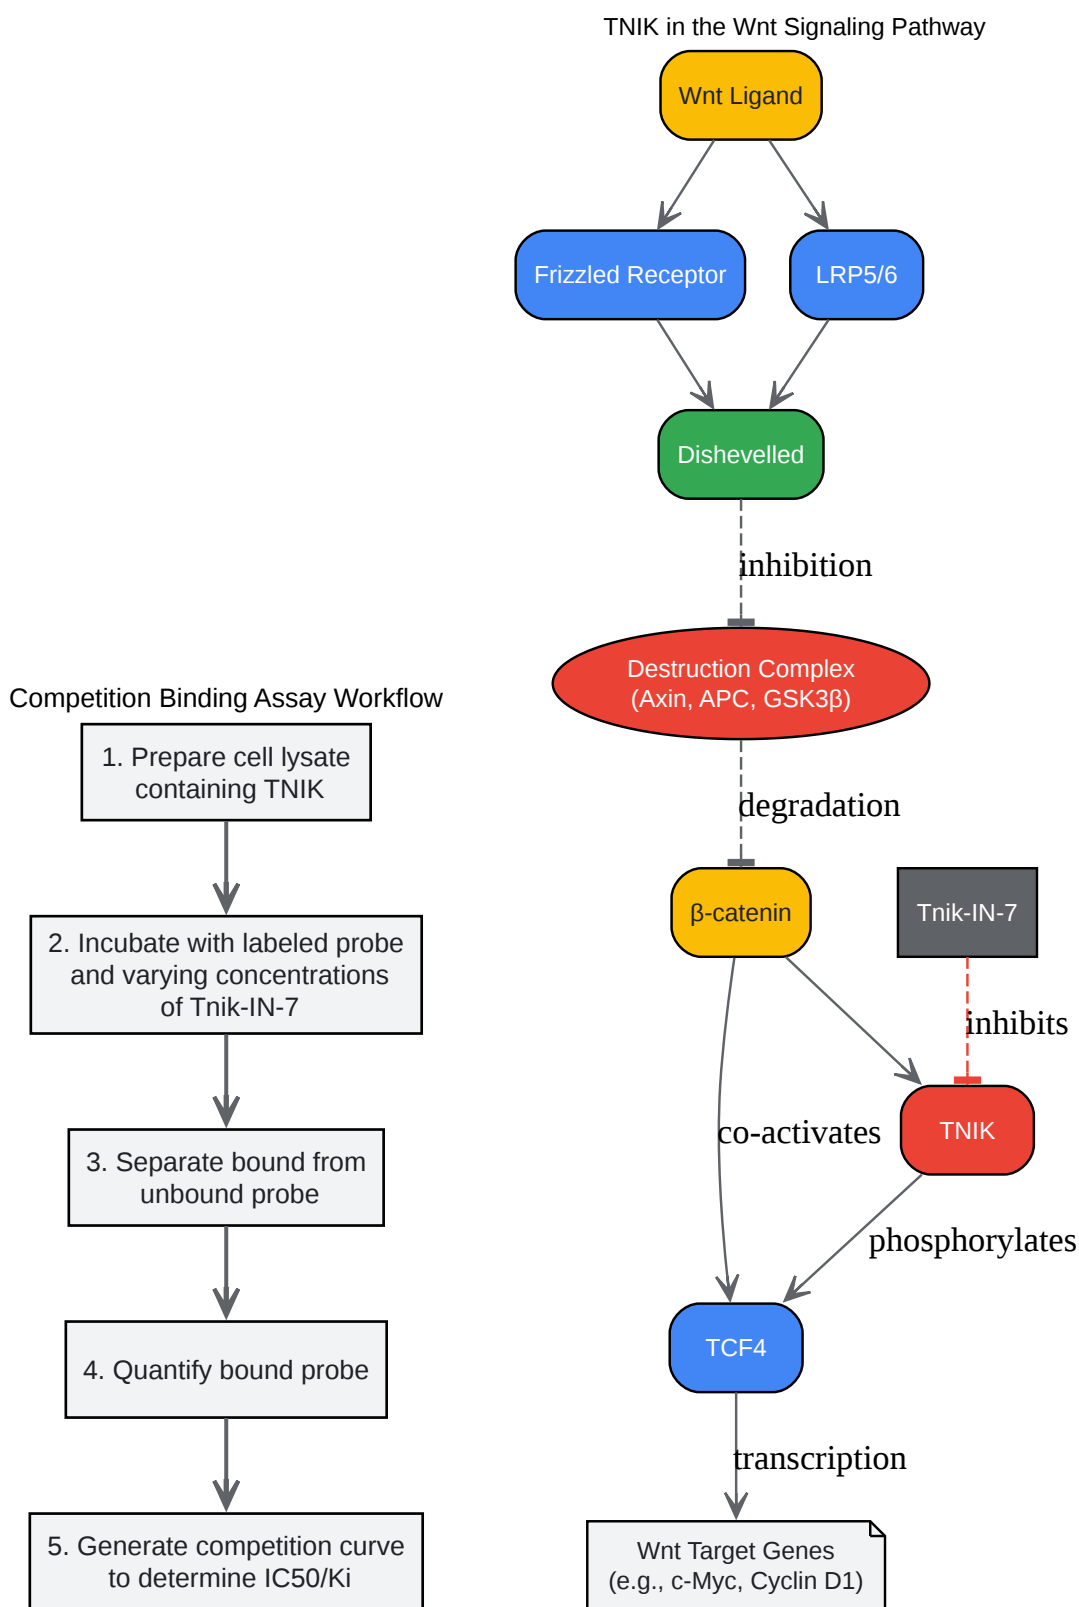 TNIK in the Wnt Signaling Pathway
Wnt Ligand
Frizzled Receptor
LRP5/6
Dishevelled
inhibition
Destruction Complex
(Axin, APC, GSK3β)
degradation
β-catenin
Tnik-IN-7
inhibits
co-activates
TNIK
phosphorylates
TCF4
transcription
Wnt Target Genes
(e.g., c-Myc, Cyclin D1)
Competition Binding Assay Workflow
1. Prepare cell lysate
containing TNIK
2. Incubate with labeled probe
and varying concentrations
of Tnik-IN-7
3. Separate bound from
unbound probe
4. Quantify bound probe
5. Generate competition curve
to determine IC50/Ki